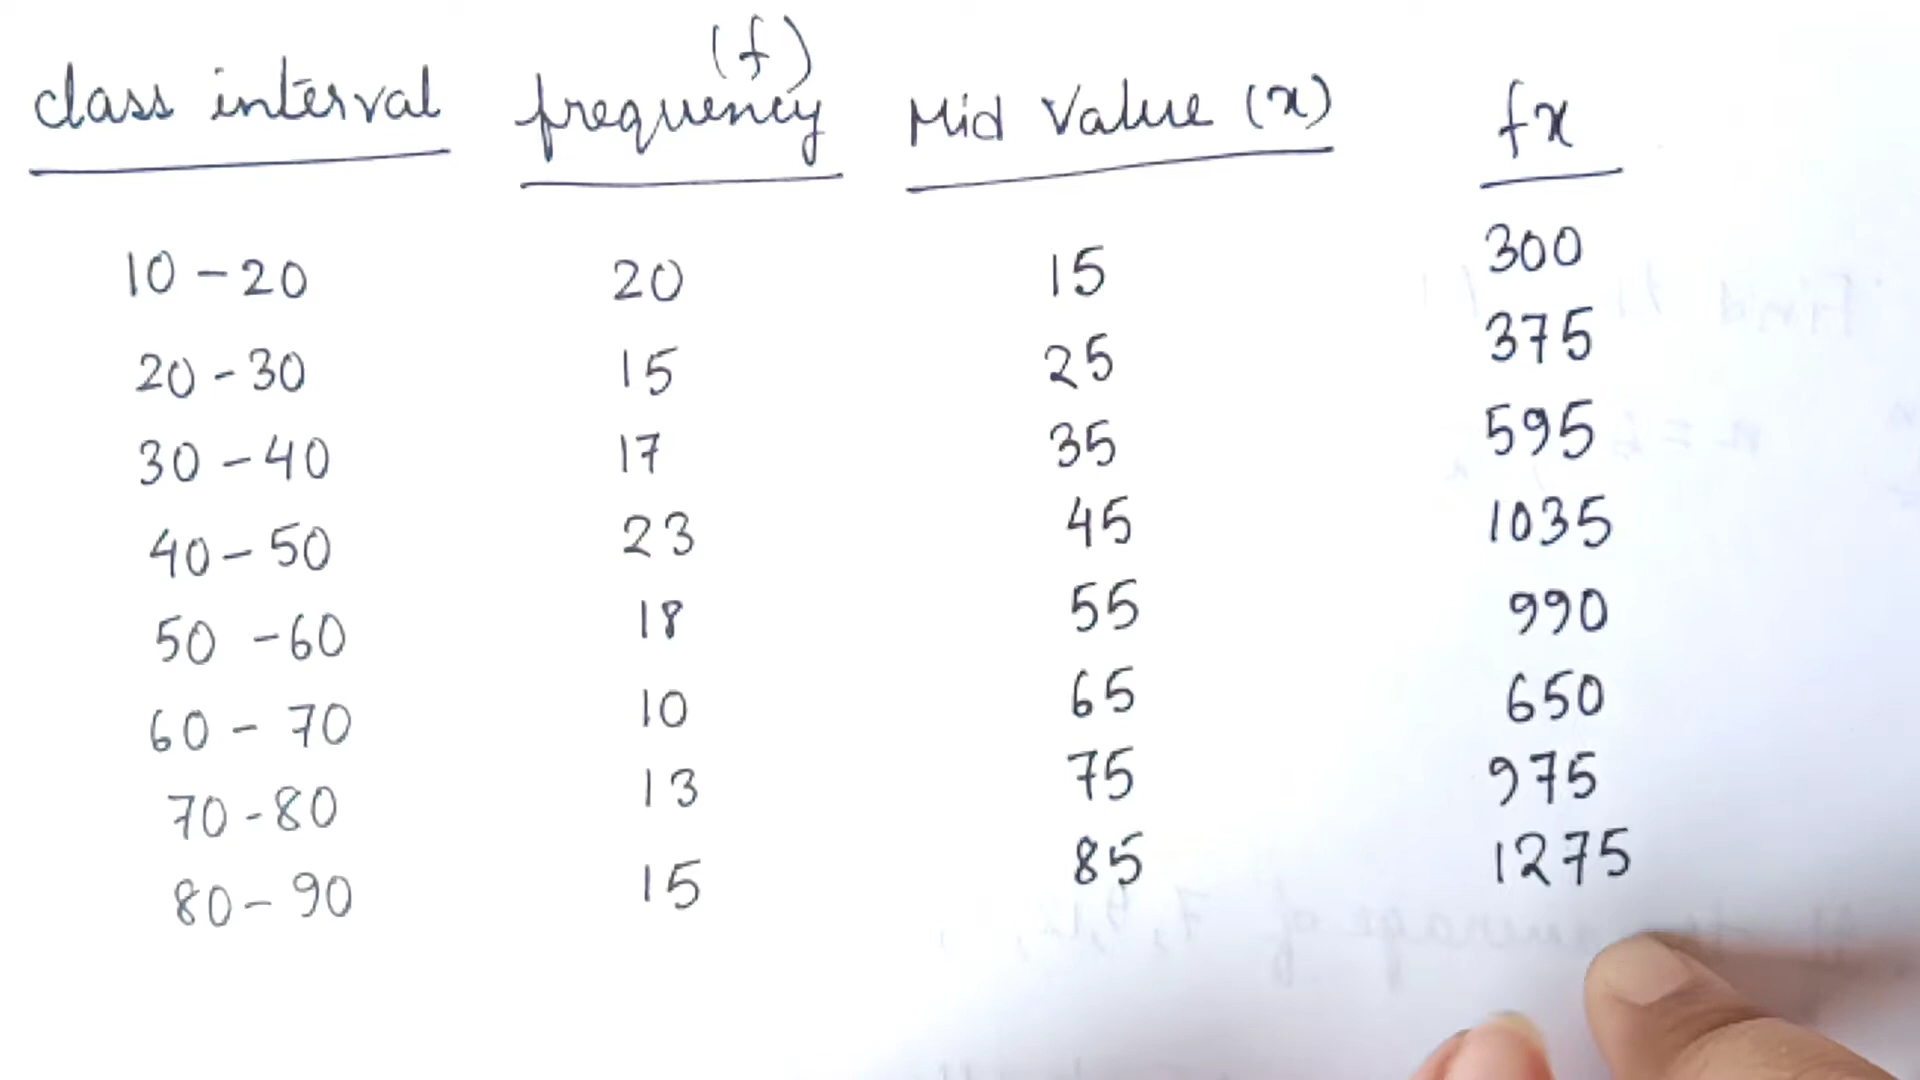 (f)
class interval frequency Mid Value (x) fx
10-20 20 15 300
20-30 15 25 375
30-40 17 35 595
40-50 23 45 1035
50-60 18 55 990
60-70 10 65 650
70-80 13 75 975
80-90 15 85 1275